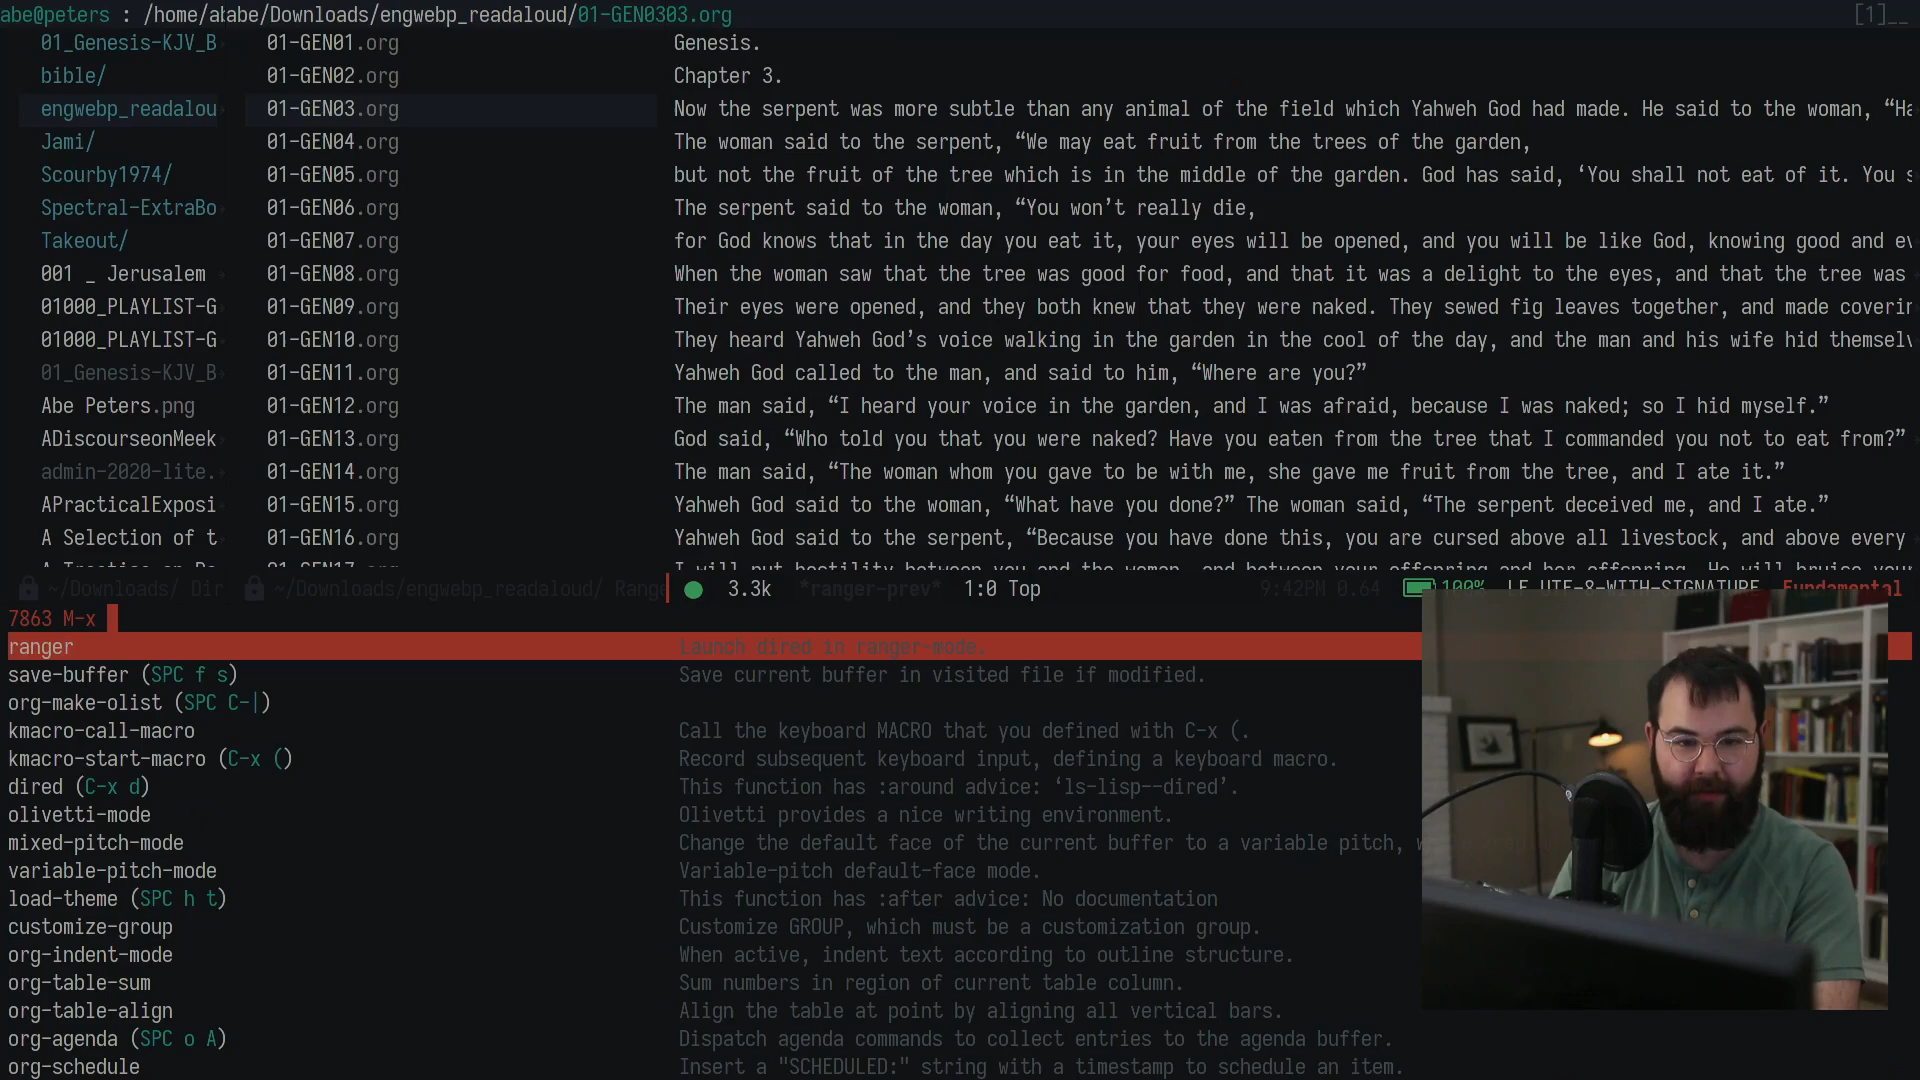 abe@peters : /home/ababe/Downloads/engwebp_readaloud/01-GEN0303.org [1]__
01_Genesis-KJV_B 01-GEN01.org Genesis.
bible/ 01-GEN02.org Chapter 3.
engwebp_readalou 01-GEN03.org Now the serpent was more subtle than any animal of the field which Yahweh God had made. He said to the woman, “Ha
Jami/ 01-GEN04.org The woman said to the serpent, “We may eat fruit from the trees of the garden,
Scourby1974/ 01-GEN05.org but not the fruit of the tree which is in the middle of the garden. God has said, ‘You shall not eat of it. You s
Spectral-ExtraBo 01-GEN06.org The serpent said to the woman, “You won’t really die,
Takeout/ 01-GEN07.org for God knows that in the day you eat it, your eyes will be opened, and you will be like God, knowing good and ev
001 _ Jerusalem 01-GEN08.org When the woman saw that the tree was good for food, and that it was a delight to the eyes, and that the tree was
01000_PLAYLIST-G 01-GEN09.org Their eyes were opened, and they both knew that they were naked. They sewed fig leaves together, and made coverin
01000_PLAYLIST-G 01-GEN10.org They heard Yahweh God’s voice walking in the garden in the cool of the day, and the man and his wife hid themselv
01_Genesis-KJV_B 01-GEN11.org Yahweh God called to the man, and said to him, “Where are you?”
Abe Peters.png 01-GEN12.org The man said, “I heard your voice in the garden, and I was afraid, because I was naked; so I hid myself.”
ADiscourseonMeek 01-GEN13.org God said, “Who told you that you were naked? Have you eaten from the tree that I commanded you not to eat from?”
admin-2020-lite. 01-GEN14.org The man said, “The woman whom you gave to be with me, she gave me fruit from the tree, and I ate it.”
APracticalExposi 01-GEN15.org Yahweh God said to the woman, “What have you done?” The woman said, “The serpent deceived me, and I ate.”
A Selection of t 01-GEN16.org Yahweh God said to the serpent, “Because you have done this, you are cursed above all livestock, and above every
~/Downloads/ Dir ~/Downloads/engwebp_readaloud/ Range 3.3k *ranger-prev* 1:0 Top 9:42PM 0.64 100% LF UTF-8-WITH-SIGNATURE Fundamental
7863 M-x
ranger Launch dired in ranger-mode.
save-buffer (SPC f s) Save current buffer in visited file if modified.
org-make-olist (SPC C-|)
kmacro-call-macro Call the keyboard MACRO that you defined with C-x (.
kmacro-start-macro (C-x () Record subsequent keyboard input, defining a keyboard macro.
dired (C-x d) This function has :around advice: ‘ls-lisp--dired’.
olivetti-mode Olivetti provides a nice writing environment.
mixed-pitch-mode Change the default face of the current buffer to a variable pitch, w
variable-pitch-mode Variable-pitch default-face mode.
load-theme (SPC h t) This function has :after advice: No documentation
customize-group Customize GROUP, which must be a customization group.
org-indent-mode When active, indent text according to outline structure.
org-table-sum Sum numbers in region of current table column.
org-table-align Align the table at point by aligning all vertical bars.
org-agenda (SPC o A) Dispatch agenda commands to collect entries to the agenda buffer.
org-schedule Insert a "SCHEDULED:" string with a timestamp to schedule an item.